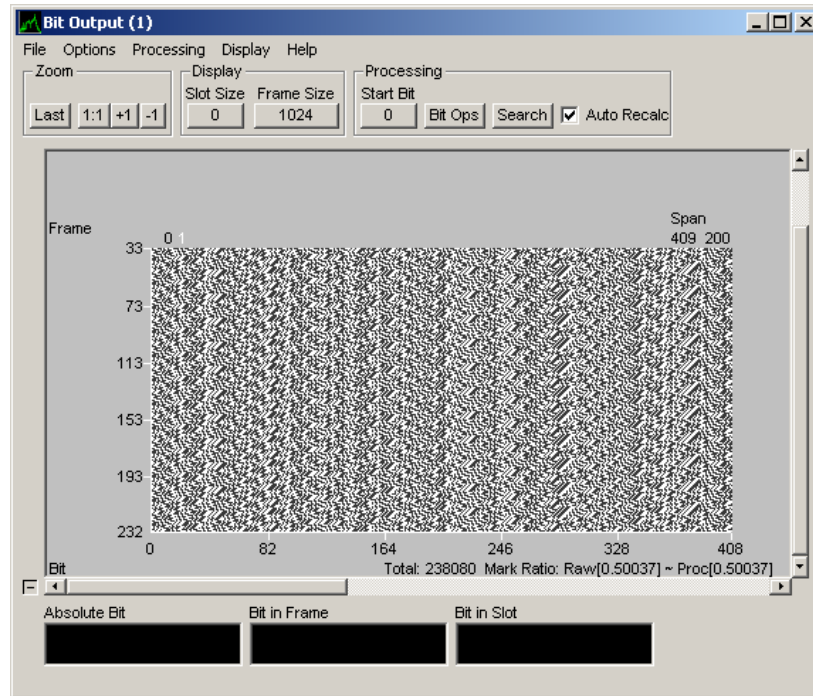 Bit Output (1)
File Options Processing Display Help
Zoom Display Processing
Slot Size Frame Size Start Bit
Last 1:1 +1 -1 0 1024 0 Bit Ops Search Auto Recalc
Span
Frame 0 1 409 200
33
73
113
153
193
232
0 82 164 246 328 408
Bit Total: 238080 Mark Ratio: Raw[0.50037] ~ Proc[0.50037]
Absolute Bit Bit in Frame Bit in Slot